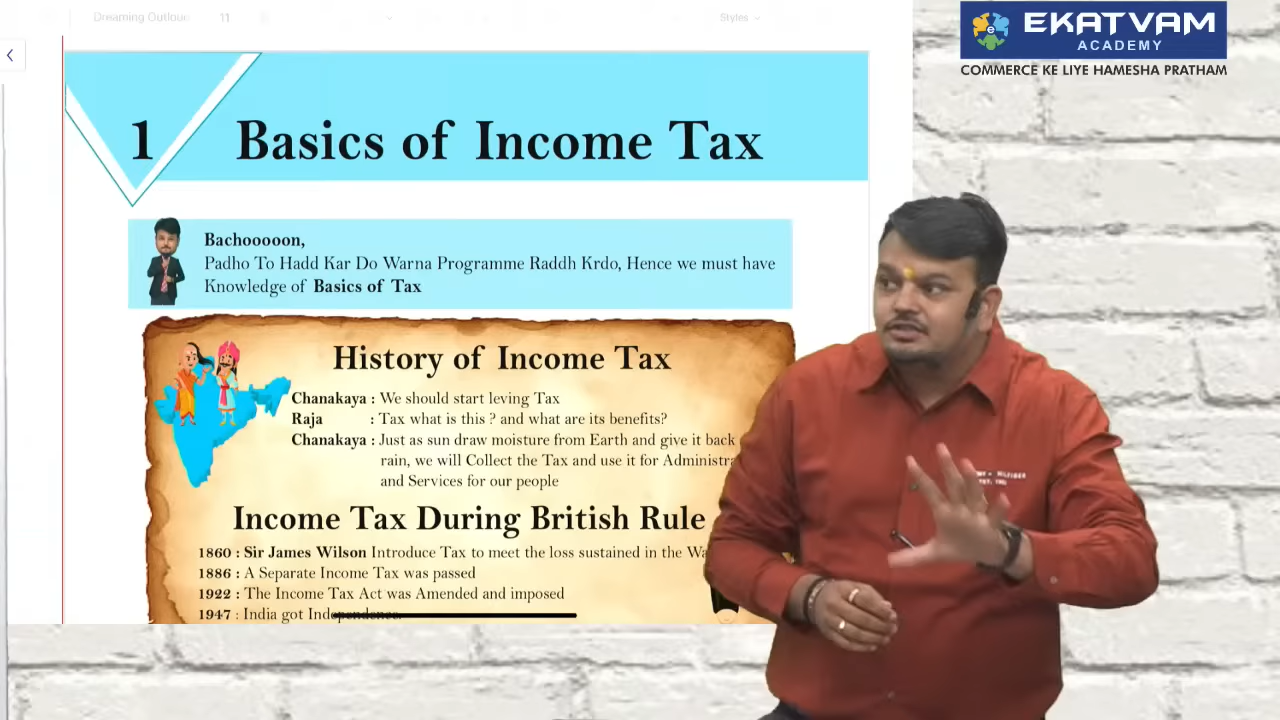 Dreaming Outlou
11
Styles
EKATVAM
ACADEMY
COMMERCE KE LIYE HAMESHA PRATHAM
1 Basics of Income Tax
Bachooooon,
Padho To Hadd Kar Do Warna Programme Raddh Krdo, Hence we must have
Knowledge of Basics of Tax
History of Income Tax
Chanakaya : We should start leving Tax
Raja : Tax what is this ? and what are its benefits?
Chanakaya : Just as sun draw moisture from Earth and give it back
rain, we will Collect the Tax and use it for Administra
and Services for our people
Income Tax During British Rule
1860 : Sir James Wilson Introduce Tax to meet the loss sustained in the Wa
1886 : A Separate Income Tax was passed
1922 : The Income Tax Act was Amended and imposed
1947 : India got Independence.